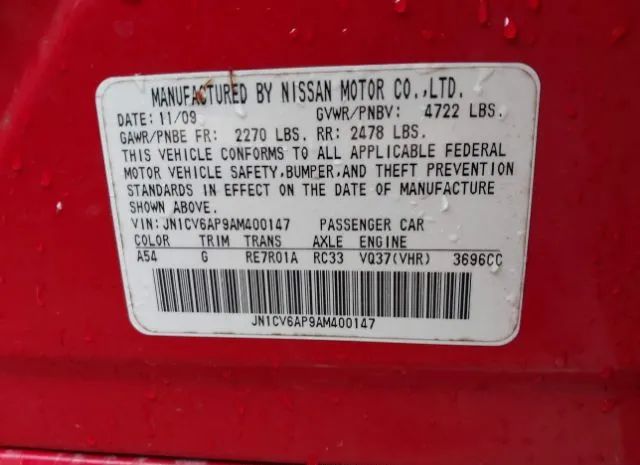 MANUFACTURED BY NISSAN MOTOR CO.,LTD.
DATE: 11/09 GVWR/PNBV: 4722 LBS.
GAWR/PNBE FR: 2270 LBS. RR: 2478 LBS.
THIS VEHICLE CONFORMS TO ALL APPLICABLE FEDERAL
MOTOR VEHICLE SAFETY,BUMPER,AND THEFT PREVENTION
STANDARDS IN EFFECT ON THE DATE OF MANUFACTURE
SHOWN ABOVE.
VIN: JN1CV6AP9AM400147 PASSENGER CAR
COLOR TRIM TRANS AXLE ENGINE
A54 G RE7R01A RC33 VQ37(VHR) 3696CC
JN1CV6AP9AM400147